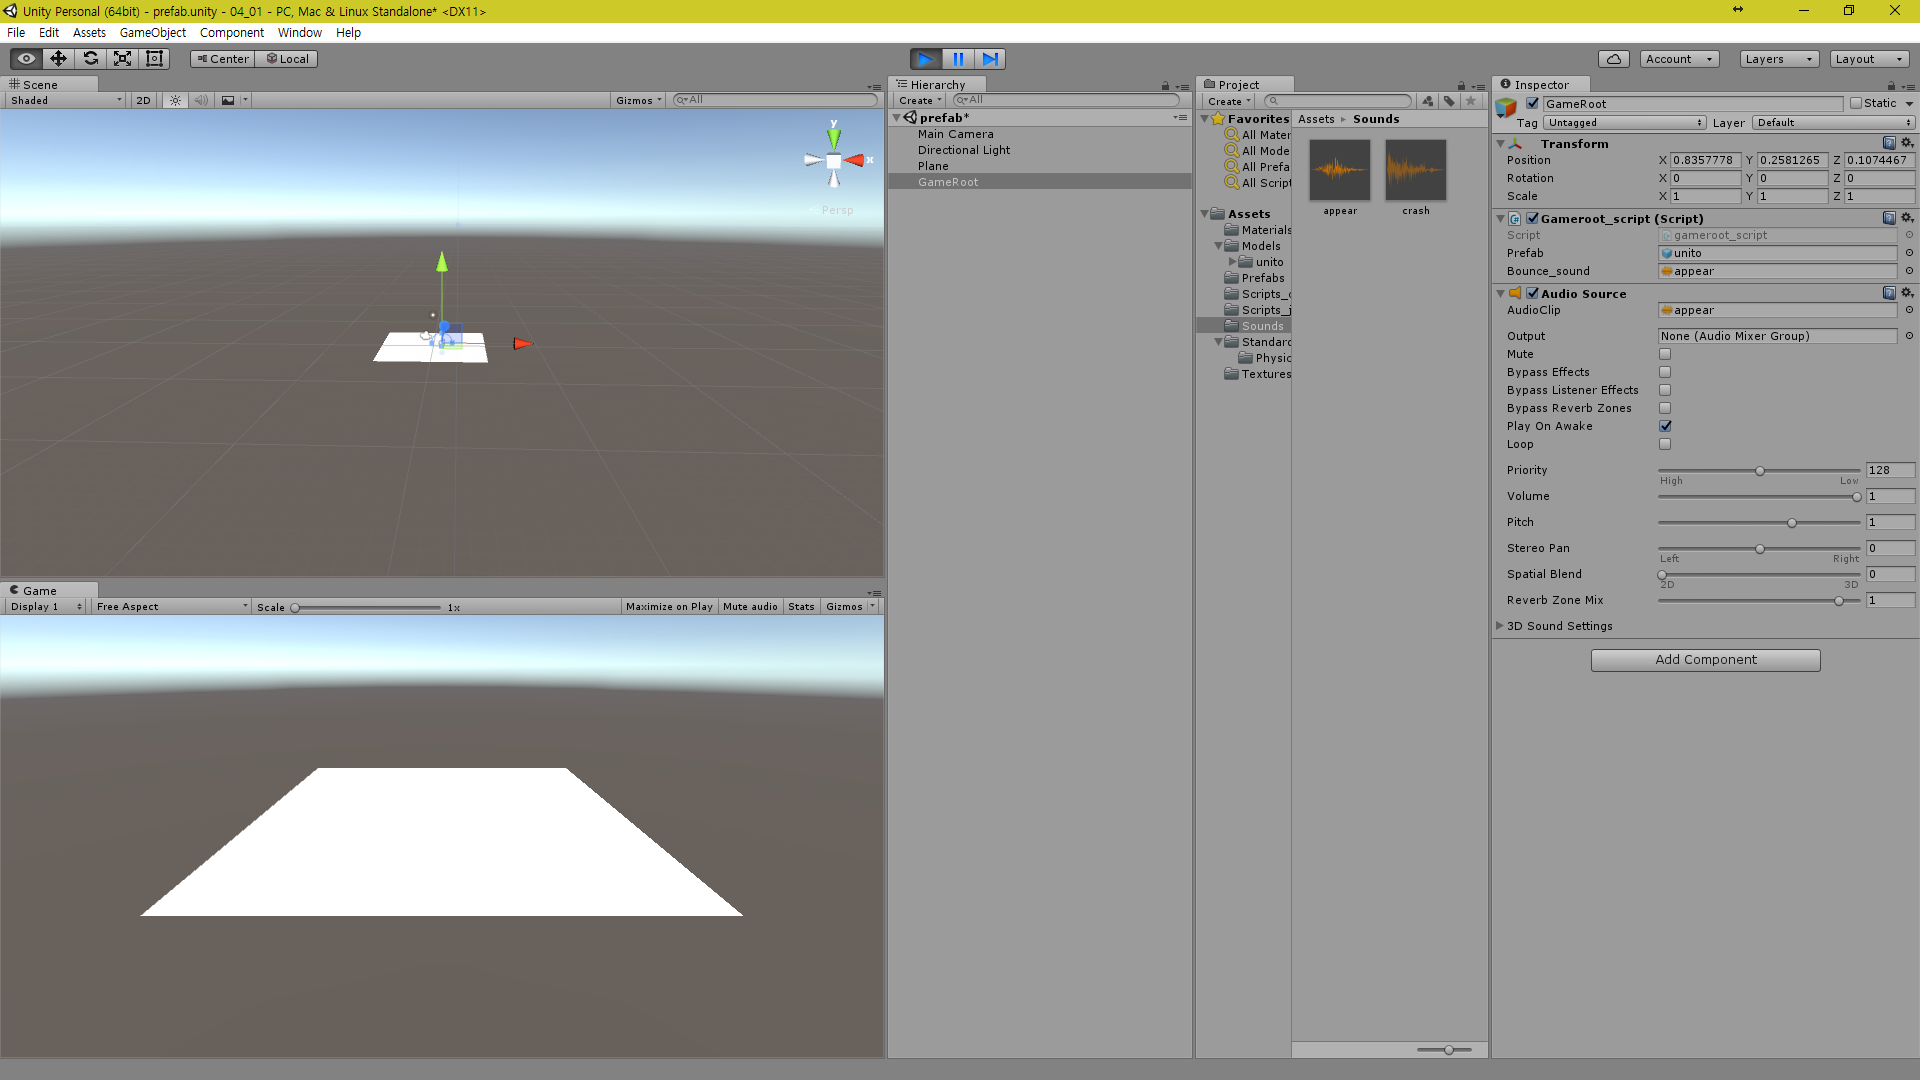 Unity Personal (64bit) - prefab.unity - 04_01 - PC, Mac & Linux Standalone* <DX11>
File Edit Assets GameObject Component Window Help
Center Local
Account Layers Layout
Scene
Shaded 2D Gizmos All
y
x
Persp
Game
Display 1 Free Aspect Scale 1x Maximize on Play Mute audio Stats Gizmos
Hierarchy
Create All
prefab*
Main Camera
Directional Light
Plane
GameRoot
Project
Create
Favorites
All Mater
All Mode
All Prefa
All Script
Assets
Materials
Models
unito
Prefabs
Scripts_
Scripts_j
Sounds
Standard
Physic
Textures
Assets Sounds
appear crash
Inspector
GameRoot Static
Tag Untagged Layer Default
Transform
Position X 0.8357778 Y 0.2581265 Z 0.1074467
Rotation X 0 Y 0 Z 0
Scale X 1 Y 1 Z 1
Gameroot_script (Script)
Script gameroot_script
Prefab unito
Bounce_sound appear
Audio Source
AudioClip appear
Output None (Audio Mixer Group)
Mute
Bypass Effects
Bypass Listener Effects
Bypass Reverb Zones
Play On Awake
Loop
Priority 128
High Low
Volume 1
Pitch 1
Stereo Pan 0
Left Right
Spatial Blend 0
2D 3D
Reverb Zone Mix 1
3D Sound Settings
Add Component